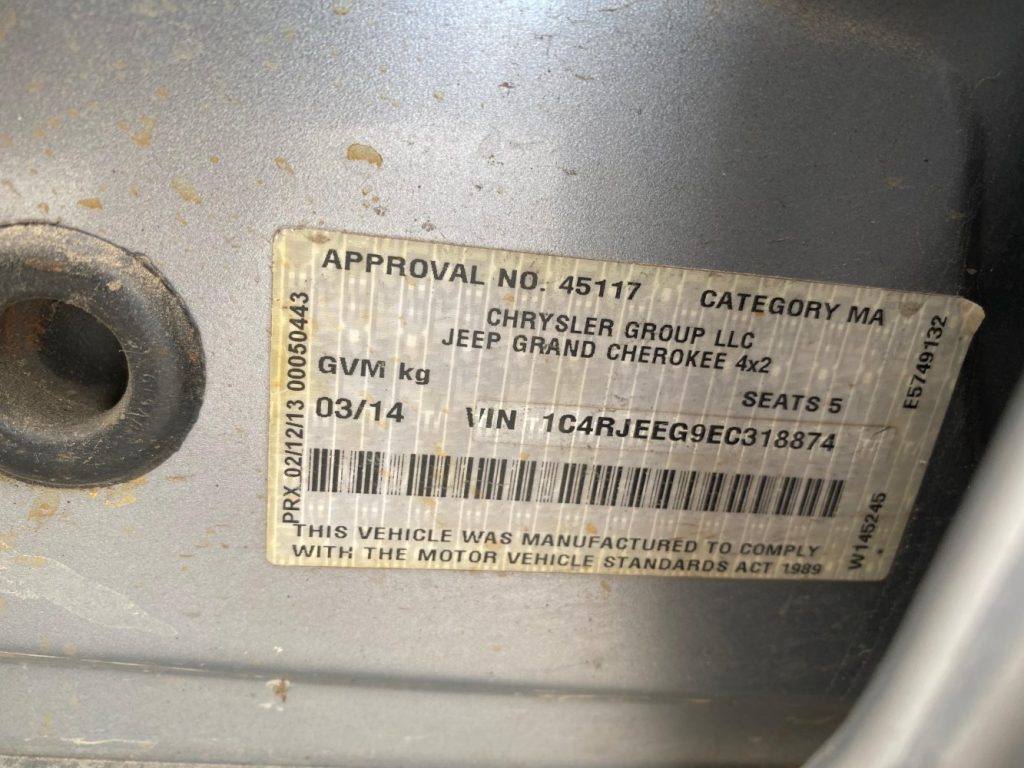 APPROVAL NO. 45117 CATEGORY MA
CHRYSLER GROUP LLC
JEEP GRAND CHEROKEE 4x2
GVM kg
SEATS 5
03/14 VIN 1C4RJEEG9EC318874
THIS VEHICLE WAS MANUFACTURED TO COMPLY
WITH THE MOTOR VEHICLE STANDARDS ACT 1989
PRX 02/12/13 00050443
E5749132
W145245